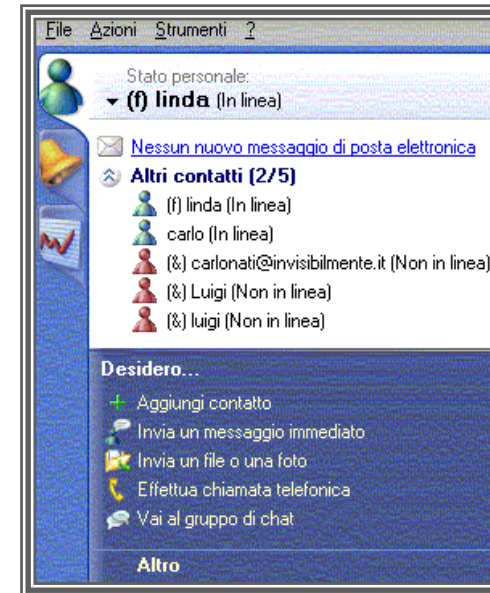 File Azioni Strumenti ?
Stato personale:
(f) linda (In linea)
Nessun nuovo messaggio di posta elettronica
Altri contatti (2/5)
(f) linda (In linea)
carlo (In linea)
(&) carlonati@invisibilmente.it (Non in linea)
(&) Luigi (Non in linea)
(&) luigi (Non in linea)
Desidero...
Aggiungi contatto
Invia un messaggio immediato
Invia un file o una foto
Effettua chiamata telefonica
Vai al gruppo di chat
Altro